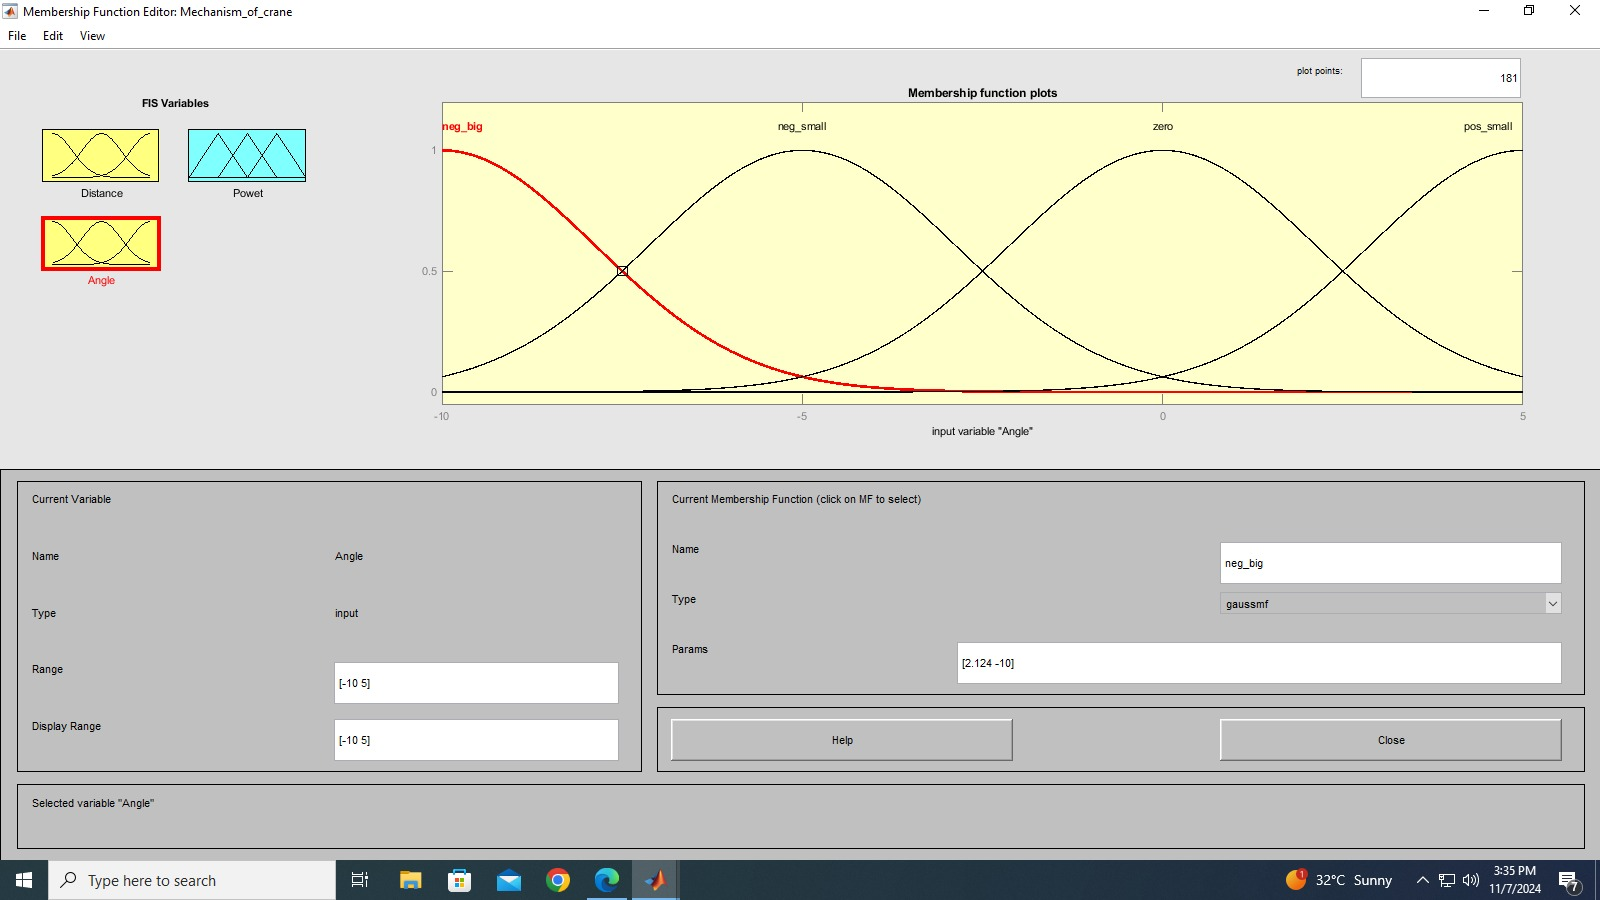 Membership Function Editor: Mechanism_of_crane
File Edit View
plot points:
181
FIS Variables
Membership function plots
Distance
Powet
Angle
neg_big
neg_small
zero
pos_small
1
0.5
0
-10
-5
0
5
input variable "Angle"
Current Variable
Name
Angle
Type
input
Range
[-10 5]
Display Range
[-10 5]
Current Membership Function (click on MF to select)
Name
neg_big
Type
gaussmf
Params
[2.124 -10]
Help
Close
Selected variable "Angle"
Type here to search
1
32°C Sunny
3:35 PM
11/7/2024
7